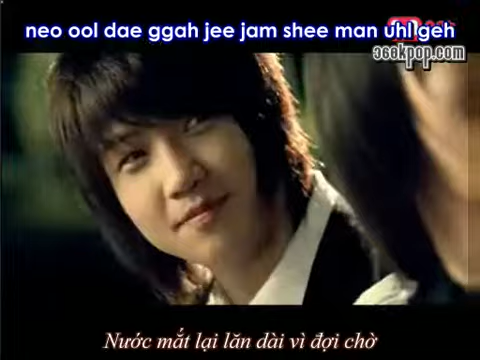 neo ool dae ggah jee jam shee man uhl geh
360kpop.com
Nước mắt lại lăn dài vì đợi chờ